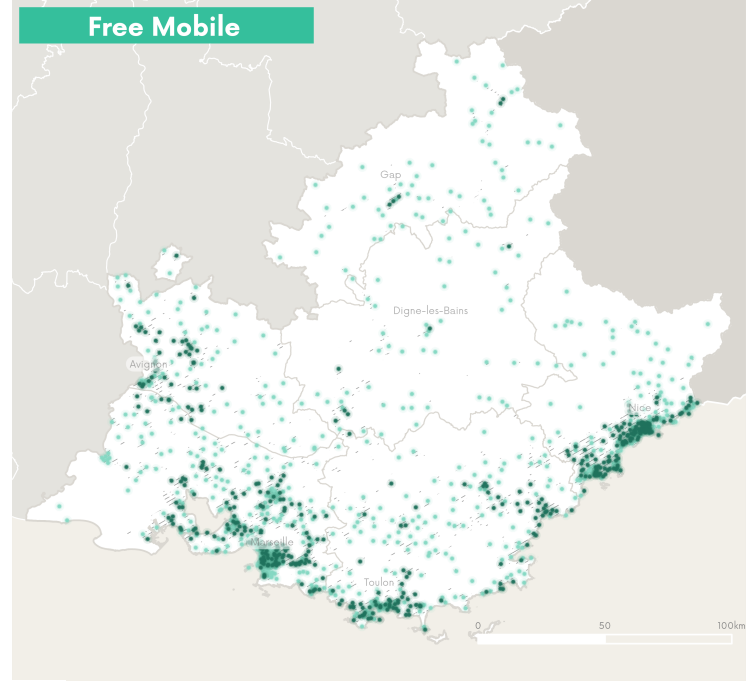 Free Mobile
Gap
Digne-les-Bains
Avignon
Nice
Marseille
Toulon
0 50 100km